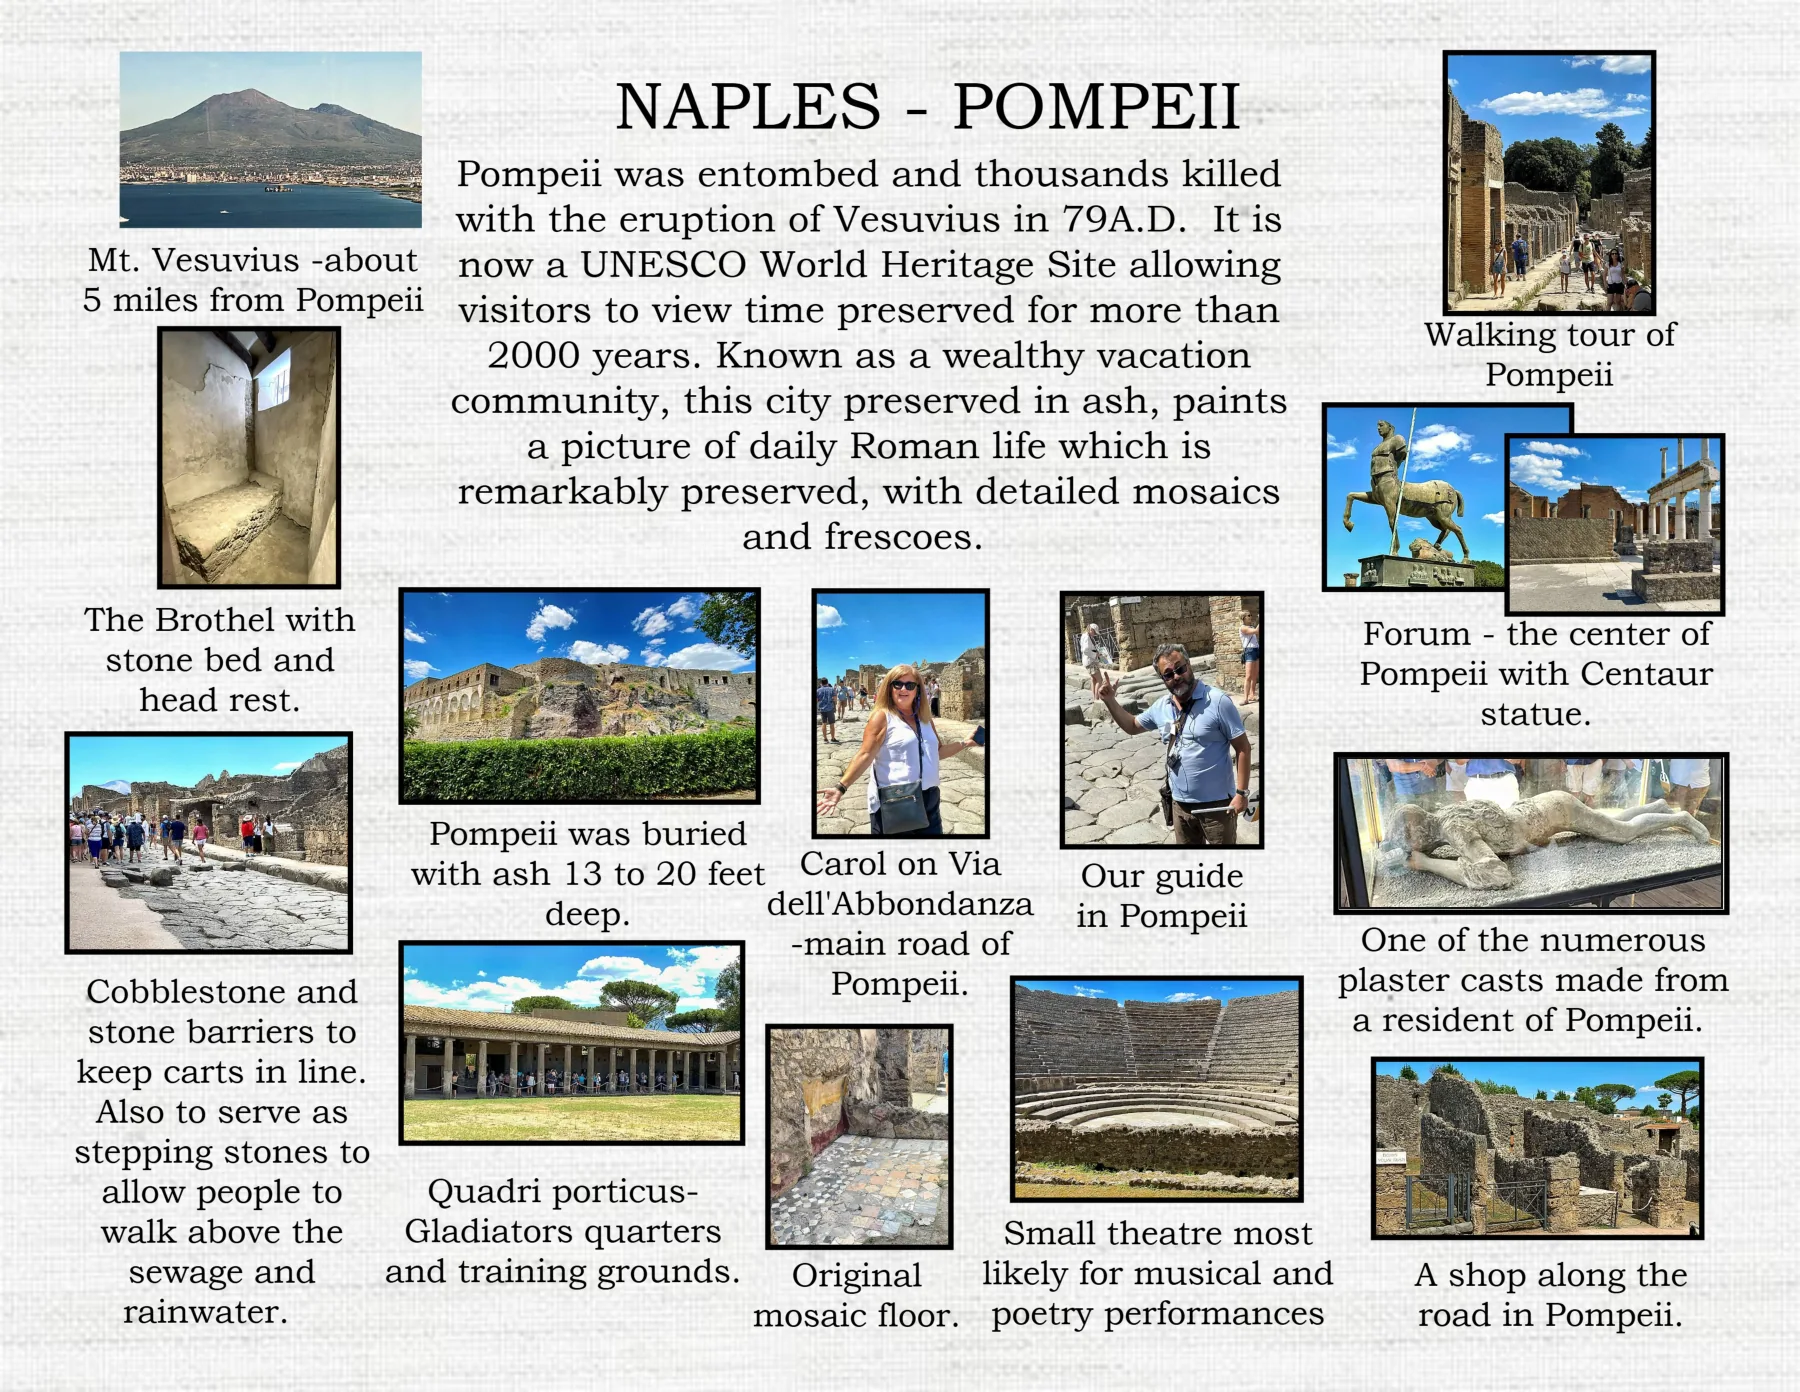 NAPLES - POMPEII
Pompeii was entombed and thousands killed
with the eruption of Vesuvius in 79A.D.  It is
now a UNESCO World Heritage Site allowing
visitors to view time preserved for more than
2000 years. Known as a wealthy vacation
community, this city preserved in ash, paints
a picture of daily Roman life which is
remarkably preserved, with detailed mosaics
and frescoes.
Mt. Vesuvius -about
5 miles from Pompeii
The Brothel with
stone bed and
head rest.
Cobblestone and
stone barriers to
keep carts in line.
Also to serve as
stepping stones to
allow people to
walk above the
sewage and
rainwater.
Pompeii was buried
with ash 13 to 20 feet
deep.
Quadri porticus-
Gladiators quarters
and training grounds.
Carol on Via
dell'Abbondanza
-main road of
Pompeii.
Original
mosaic floor.
Our guide
in Pompeii
Small theatre most
likely for musical and
poetry performances
Walking tour of
Pompeii
Forum - the center of
Pompeii with Centaur
statue.
One of the numerous
plaster casts made from
a resident of Pompeii.
A shop along the
road in Pompeii.